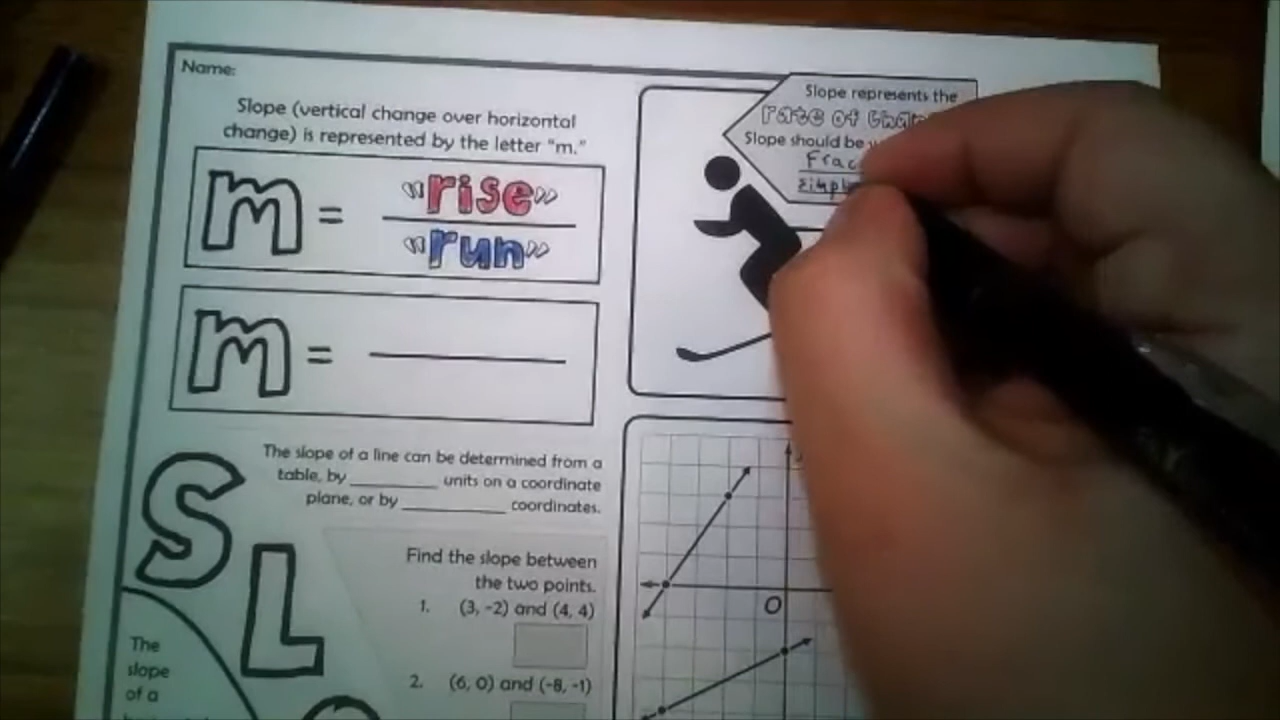 Name:
Slope (vertical change over horizontal
change) is represented by the letter "m."
m = "rise"
"run"
m =
The slope of a line can be determined from a
table, by ________ units on a coordinate
plane, or by __________ coordinates.
S
L
The
slope
of a
Find the slope between
the two points.
1. (3, -2) and (4, 4)
2. (6, 0) and (-8, -1)
Slope represents the
rate of
Slope should be
O